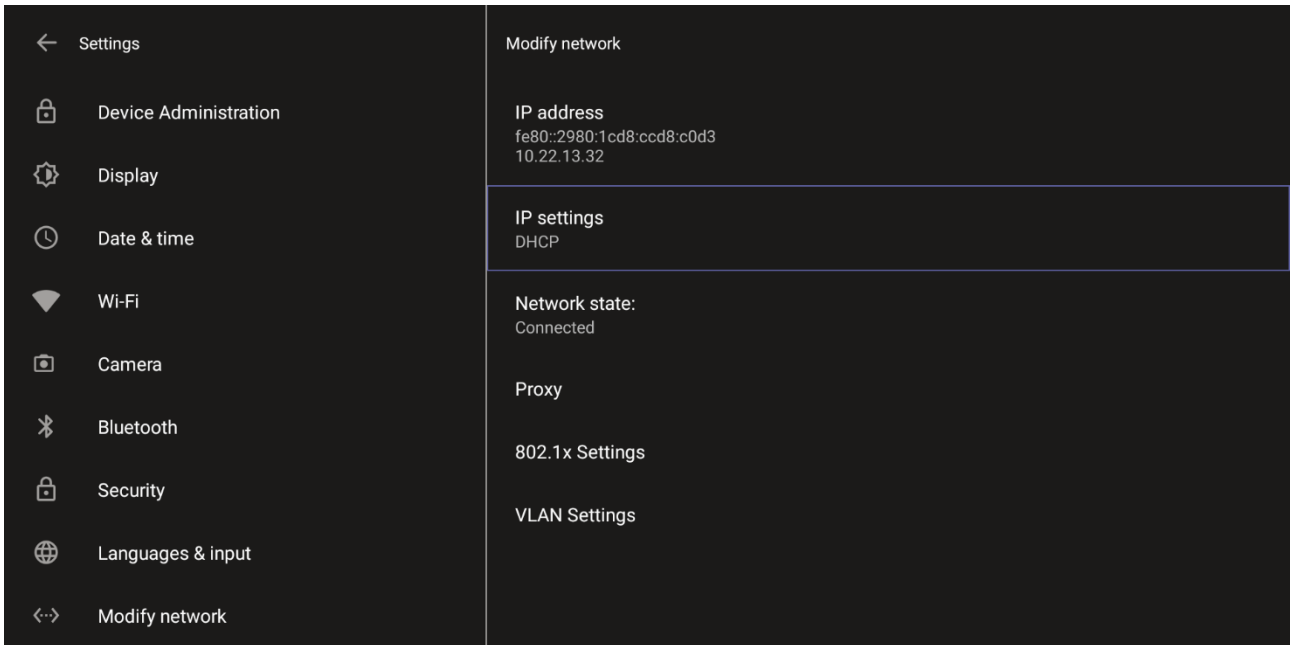 Settings
Device Administration
Display
Date & time
Wi-Fi
Camera
Bluetooth
Security
Languages & input
Modify network
Modify network
IP address
fe80::2980:1cd8:ccd8:c0d3
10.22.13.32
IP settings
DHCP
Network state:
Connected
Proxy
802.1x Settings
VLAN Settings